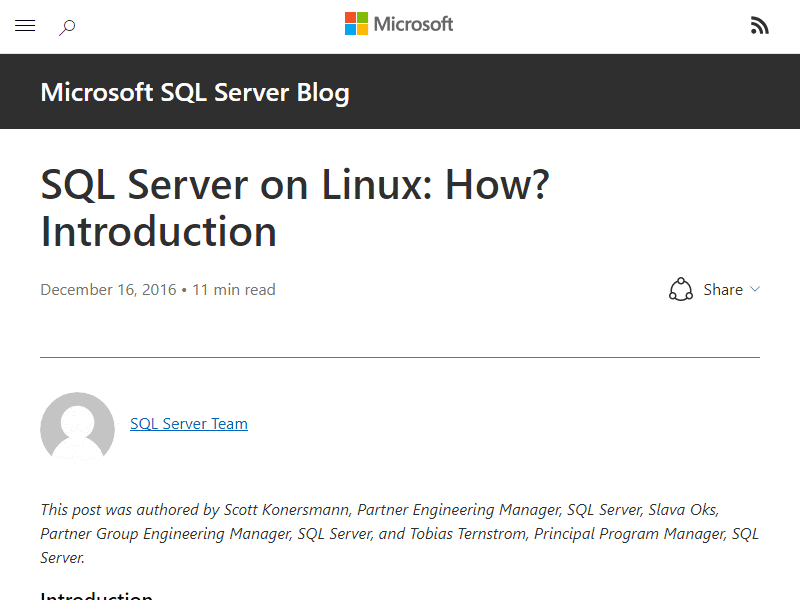 Microsoft
Microsoft SQL Server Blog
SQL Server on Linux: How?
Introduction
December 16, 2016 • 11 min read
Share
SQL Server Team
This post was authored by Scott Konersmann, Partner Engineering Manager, SQL Server, Slava Oks,
Partner Group Engineering Manager, SQL Server, and Tobias Ternstrom, Principal Program Manager, SQL
Server.
Introduction